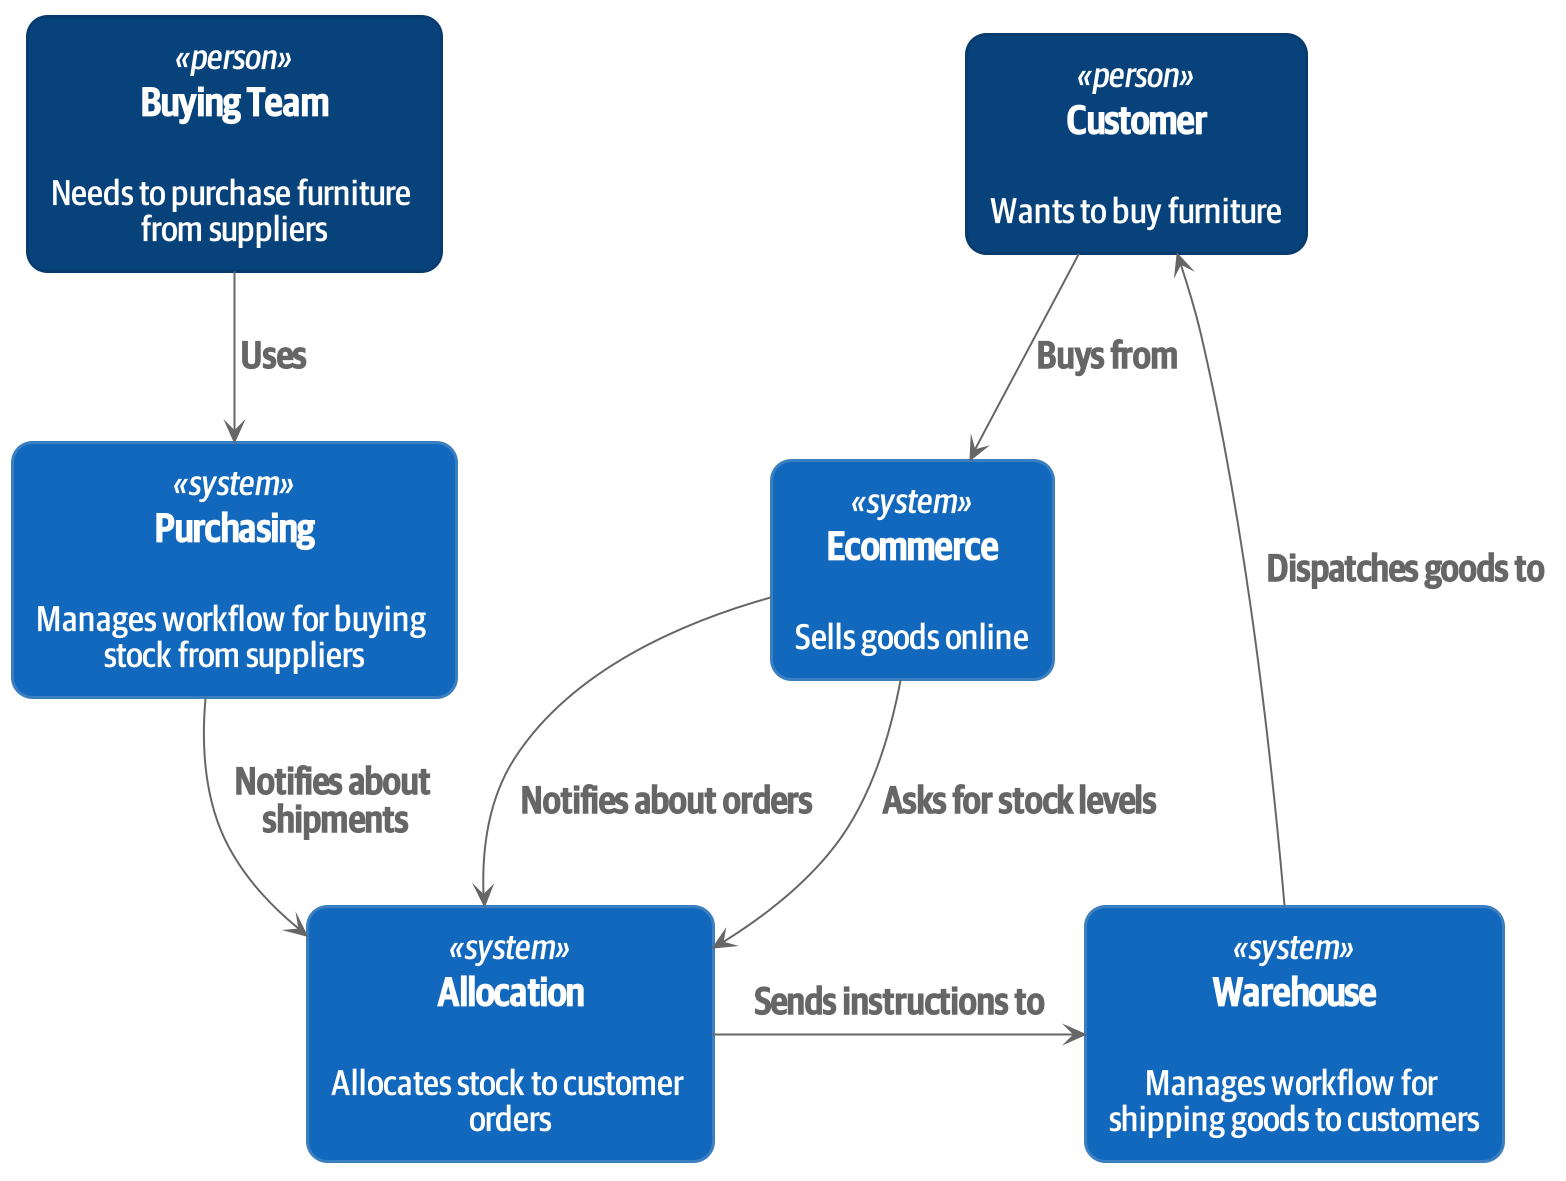 «person»
Buying Team
Needs to purchase furniture
from suppliers
«person»
Customer
Wants to buy furniture
Uses
Buys from
«system»
Purchasing
Manages workflow for buying
stock from suppliers
«system»
Ecommerce
Sells goods online
Dispatches goods to
Notifies about
shipments
Notifies about orders
Asks for stock levels
«system»
Allocation
Allocates stock to customer
orders
Sends instructions to
«system»
Warehouse
Manages workflow for
shipping goods to customers